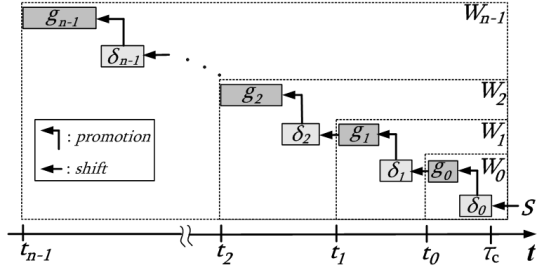 g_{n-1} W_{n-1}
δ_{n-1}
g_2 W_2
δ_2 g_1 W_1
: promotion
δ_1 g_0 W_0
: shift
δ_0 S
t_{n-1} t_2 t_1 t_0 τ_c t